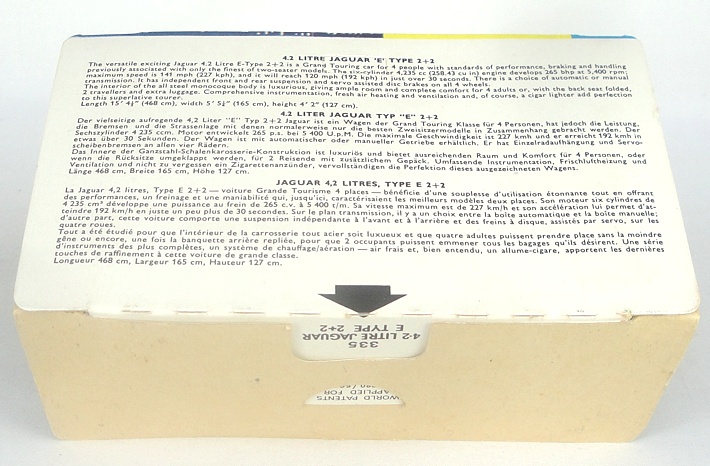 4.2 LITRE JAGUAR 'E' TYPE 2+2
The versatile exciting Jaguar 4.2 Litre E-Type 2+2 is a Grand Touring car for 4 people with standards of performance, braking and handling
previously associated with only the finest of two-seater models. The six-cylinder 4,235 cc (258.43 cu in) engine develops 265 bhp at 5,400 rpm;
maximum speed is 141 mph (227 kph), and it will reach 120 mph (192 kph) in just over 30 seconds. There is a choice of automatic or manual
transmission. It has independent front and rear suspension and servo assisted disc brakes on all 4 wheels.
The interior of the all steel monocoque body is luxurious, giving ample room and complete comfort for 4 adults or, with the back seat folded,
2 travellers and extra luggage. Comprehensive instrumentation, fresh air heating and ventilation and, of course, a cigar lighter add perfection
to this superlative tourer.
Length 15' 4½" (468 cm), width 5' 5¼" (165 cm), height 4' 2" (127 cm).
4.2 LITER JAGUAR TYP "E" 2+2
Der vielseitige aufregende 4,2 Liter "E" Typ 2+2 Jaguar ist ein Wagen der Grand Touring Klasse für 4 Personen, hat jedoch die Leistung,
die Bremsen und die Strassenlage mit denen normalerweise nur die besten Zweisitzermodelle in Zusammenhang gebracht werden. Der
Sechszylinder 4 235 ccm. Motor entwickelt 265 p.s. bei 5 400 U.p.M. Die maximale Geschwindigkeit ist 227 kmh und er erreicht 192 kmh in
etwas über 30 Sekunden. Der Wagen ist mit automatischer oder manueller Getriebe erhältlich. Er hat Einzelradaufhängung und Servo-
scheibenbremsen an allen vier Rädern.
Das Innere der Ganzstahl-Schalenkarosserie-Konstruktion ist luxuriös und bietet ausreichenden Raum und Komfort für 4 Personen, oder
wenn die Rücksitze umgeklappt werden, für 2 Reisende mit zusätzlichem Gepäck. Umfassende Instrumentation, Frischluftheizung und
Ventilation und nicht zu vergessen ein Zigarettenanzünder, vervollständigen die Perfektion dieses ausgezeichneten Wagens.
Länge 468 cm, Breite 165 cm, Höhe 127 cm.
JAGUAR 4,2 LITRES, TYPE E 2+2
La Jaguar 4,2 litres, Type E 2+2 — voiture Grande Tourisme 4 places — bénéficie d'une souplesse d'utilisation étonnante tout en offrant
des performances, un freinage et une maniabilité qui, jusqu'ici, caractérisaient les meilleurs modèles deux places. Son moteur six cylindres de
4 235 cm³ développe une puissance au frein de 265 c.v. à 5 400 t/m. Sa vitesse maximum est de 227 km/h et son accélération lui permet d'at-
teindre 192 km/h en juste un peu plus de 30 secondes. Sur le plan transmission, il y a un choix entre la boîte automatique et la boîte manuelle;
d'autre part, cette voiture comporte une suspension indépendante à l'avant et à l'arrière et des freins à disques, assistés par servo, sur les
quatre roues.
Tout a été étudié pour que l'intérieur de la carrosserie tout acier soit luxueux et que quatre adultes puissent prendre place sans la moindre
gêne ou encore, une fois la banquette arrière repliée, pour que 2 occupants puissent emmener tous les bagages qu'ils désirent. Une série
d'instruments des plus complètes, un système de chauffage/aération — air frais et, bien entendu, un allume-cigare, apportent les dernières
touches de raffinement à cette voiture de grande classe.
Longueur 468 cm, Largeur 165 cm, Hauteur 127 cm.
335
4·2 LITRE JAGUAR
E TYPE 2+2
WORLD PATENTS
APPLIED FOR